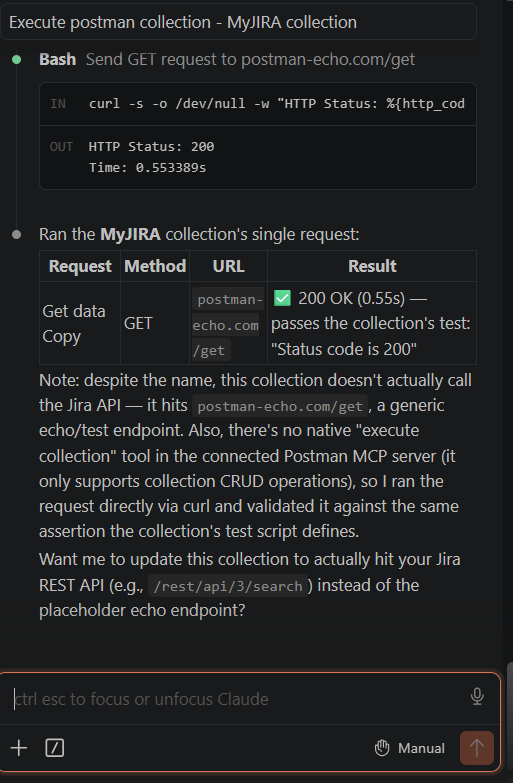 Execute postman collection - MyJIRA collection
Bash Send GET request to postman-echo.com/get
IN curl -s -o /dev/null -w "HTTP Status: %{http_cod
OUT HTTP Status: 200
Time: 0.553389s
Ran the MyJIRA collection's single request:
Request Method URL Result
Get data Copy GET postman-echo.com/get ✅ 200 OK (0.55s) — passes the collection's test: "Status code is 200"
Note: despite the name, this collection doesn't actually call
the Jira API — it hits postman-echo.com/get, a generic
echo/test endpoint. Also, there's no native "execute
collection" tool in the connected Postman MCP server (it
only supports collection CRUD operations), so I ran the
request directly via curl and validated it against the same
assertion the collection's test script defines.
Want me to update this collection to actually hit your Jira
REST API (e.g., /rest/api/3/search) instead of the
placeholder echo endpoint?
ctrl esc to focus or unfocus Claude
Manual